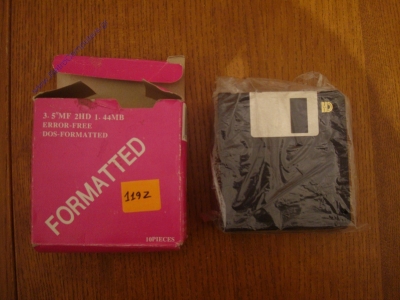 3.5"MF 2HD 1.44MB
ERROR-FREE
DOS-FORMATTED
FORMATTED
1192
10PIECES